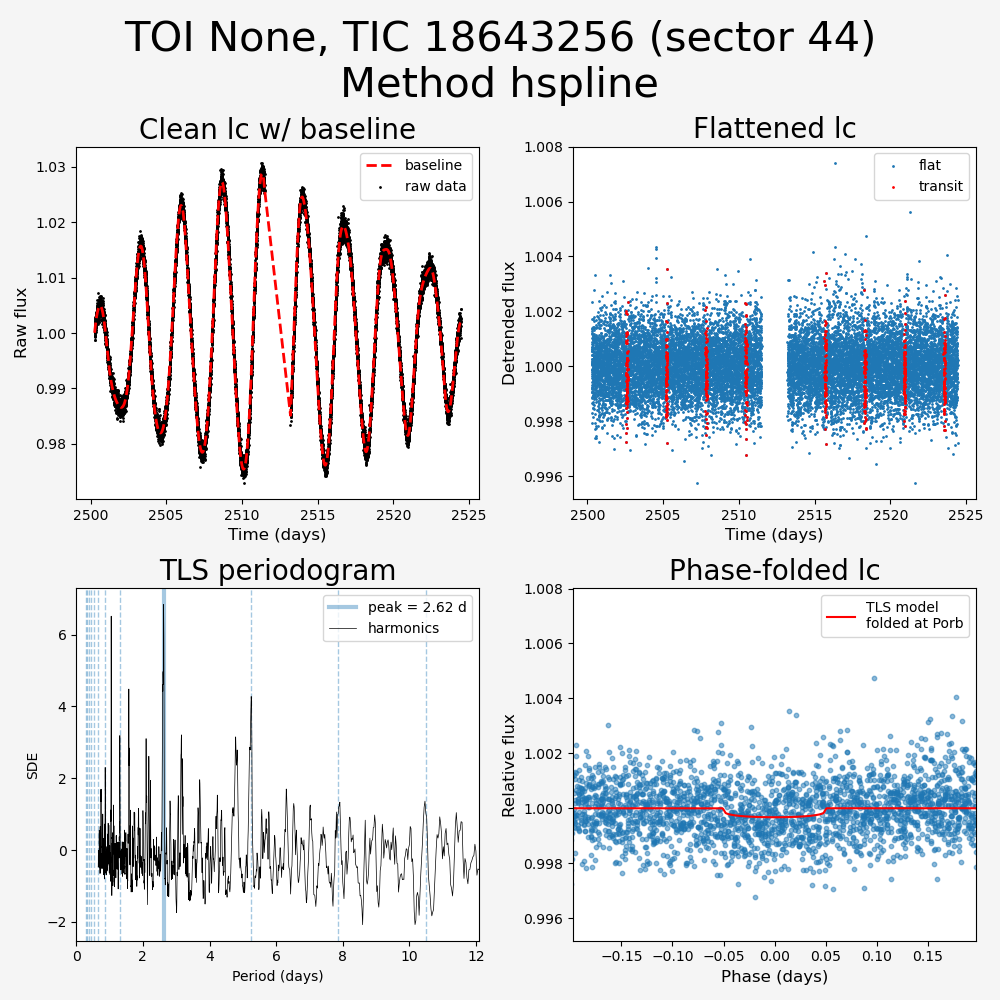 TOI None, TIC 18643256 (sector 44)
Method hspline
Clean lc w/ baseline
baseline
raw data
Raw flux
1.03
1.02
1.01
1.00
0.99
0.98
2500
2505
2510
2515
2520
2525
Time (days)
Flattened lc
flat
transit
Detrended flux
1.008
1.006
1.004
1.002
1.000
0.998
0.996
2500
2505
2510
2515
2520
2525
Time (days)
TLS periodogram
peak = 2.62 d
harmonics
SDE
6
4
2
0
−2
0
2
4
6
8
10
12
Period (days)
Phase-folded lc
TLS model
folded at Porb
Relative flux
1.008
1.006
1.004
1.002
1.000
0.998
0.996
−0.15
−0.10
−0.05
0.00
0.05
0.10
0.15
Phase (days)